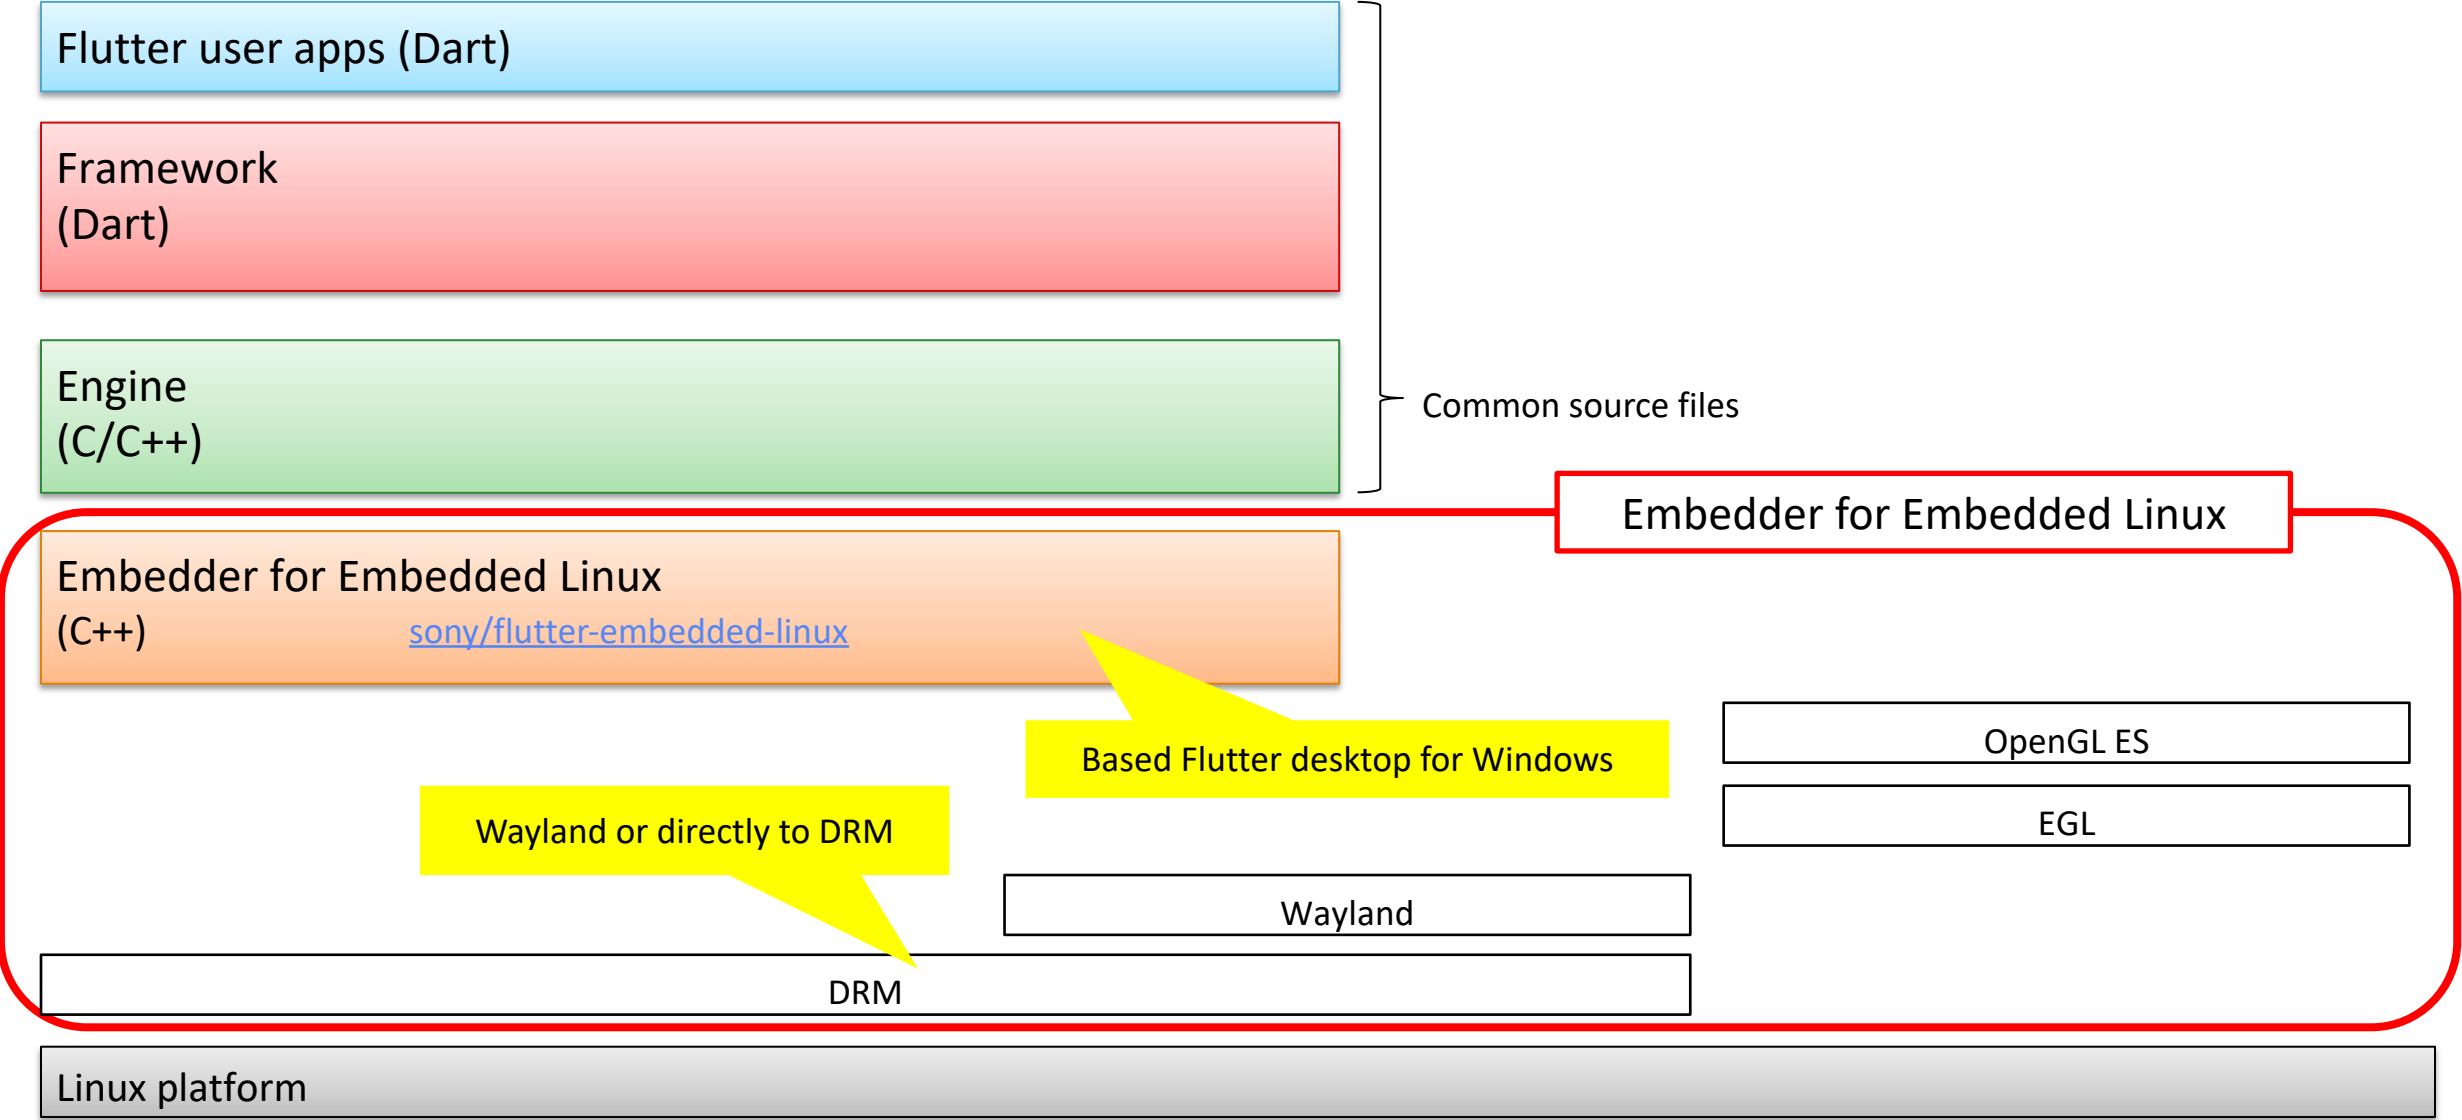 Flutter user apps (Dart)
Framework
(Dart)
Engine
(C/C++)
Common source files
Embedder for Embedded Linux
Embedder for Embedded Linux
(C++)
sony/flutter-embedded-linux
Based Flutter desktop for Windows
OpenGL ES
EGL
Wayland or directly to DRM
Wayland
DRM
Linux platform